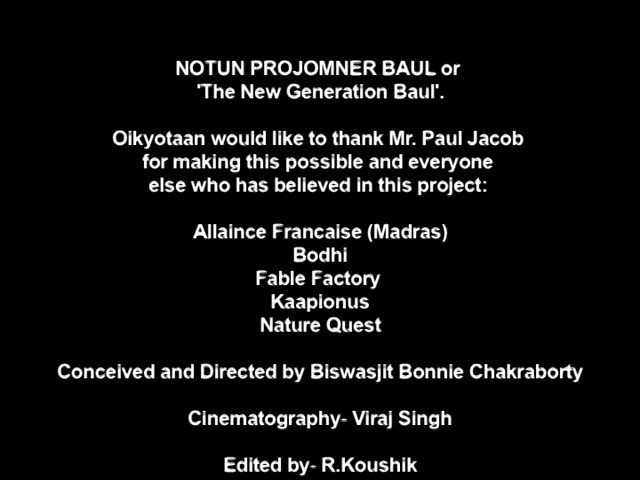 NOTUN PROJOMNER BAUL or
'The New Generation Baul'.
Oikyotaan would like to thank Mr. Paul Jacob
for making this possible and everyone
else who has believed in this project:
Allaince Francaise (Madras)
Bodhi
Fable Factory
Kaapionus
Nature Quest
Conceived and Directed by Biswasjit Bonnie Chakraborty
Cinematography- Viraj Singh
Edited by- R.Koushik